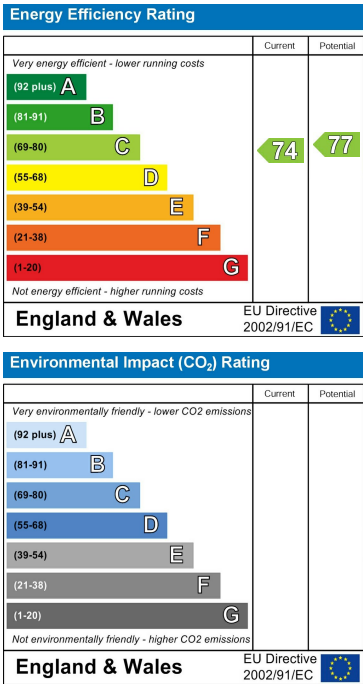 Energy Efficiency Rating
Current Potential
Very energy efficient - lower running costs
(92 plus) A
(81-91) B
(69-80) C
74 77
(55-68) D
(39-54) E
(21-38) F
(1-20) G
Not energy efficient - higher running costs
England & Wales
EU Directive
2002/91/EC
Environmental Impact (CO₂) Rating
Current Potential
Very environmentally friendly - lower CO2 emissions
(92 plus) A
(81-91) B
(69-80) C
(55-68) D
(39-54) E
(21-38) F
(1-20) G
Not environmentally friendly - higher CO2 emissions
England & Wales
EU Directive
2002/91/EC